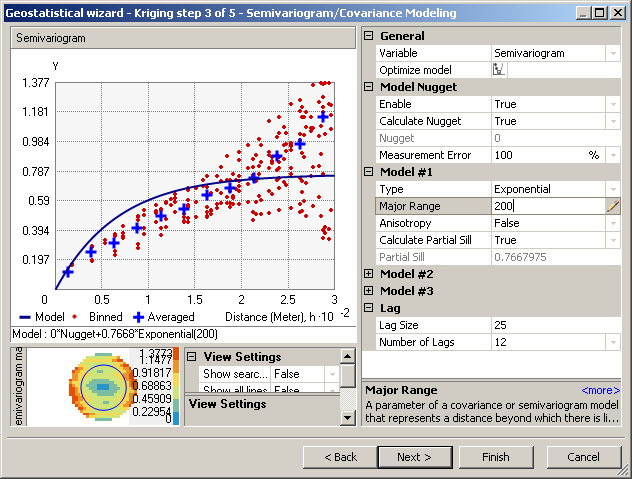 Geostatistical wizard - Kriging step 3 of 5 - Semivariogram/Covariance Modeling
Semivariogram
γ
1.377
1.181
0.984
0.787
0.59
0.394
0.197
0 0.5 1 1.5 2 2.5 3
Model Binned Averaged Distance (Meter), h ·10 -2
Model : 0*Nugget+0.7668*Exponential(200)
1.3773
1.1477
0.91817
0.68863
0.45909
0.22954
0
View Settings
Show searc... False
Show all lines False
View Settings
General
Variable Semivariogram
Optimize model
Model Nugget
Enable True
Calculate Nugget True
Nugget 0
Measurement Error 100 %
Model #1
Type Exponential
Major Range 200
Anisotropy False
Calculate Partial Sill True
Partial Sill 0.7667975
Model #2
Model #3
Lag
Lag Size 25
Number of Lags 12
Major Range <more>
A parameter of a covariance or semivariogram model
that represents a distance beyond which there is li...
< Back Next > Finish Cancel